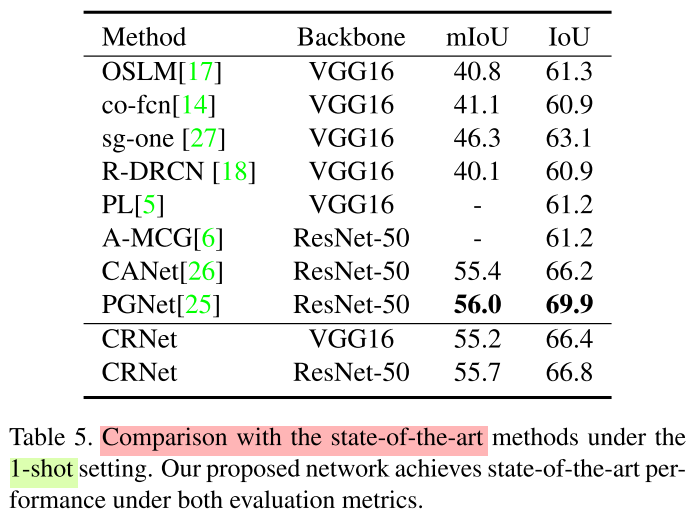 Method Backbone mIoU IoU
OSLM[17] VGG16 40.8 61.3
co-fcn[14] VGG16 41.1 60.9
sg-one [27] VGG16 46.3 63.1
R-DRCN [18] VGG16 40.1 60.9
PL[5] VGG16 - 61.2
A-MCG[6] ResNet-50 - 61.2
CANet[26] ResNet-50 55.4 66.2
PGNet[25] ResNet-50 56.0 69.9
CRNet VGG16 55.2 66.4
CRNet ResNet-50 55.7 66.8
Table 5. Comparison with the state-of-the-art methods under the
1-shot setting. Our proposed network achieves state-of-the-art per-
formance under both evaluation metrics.